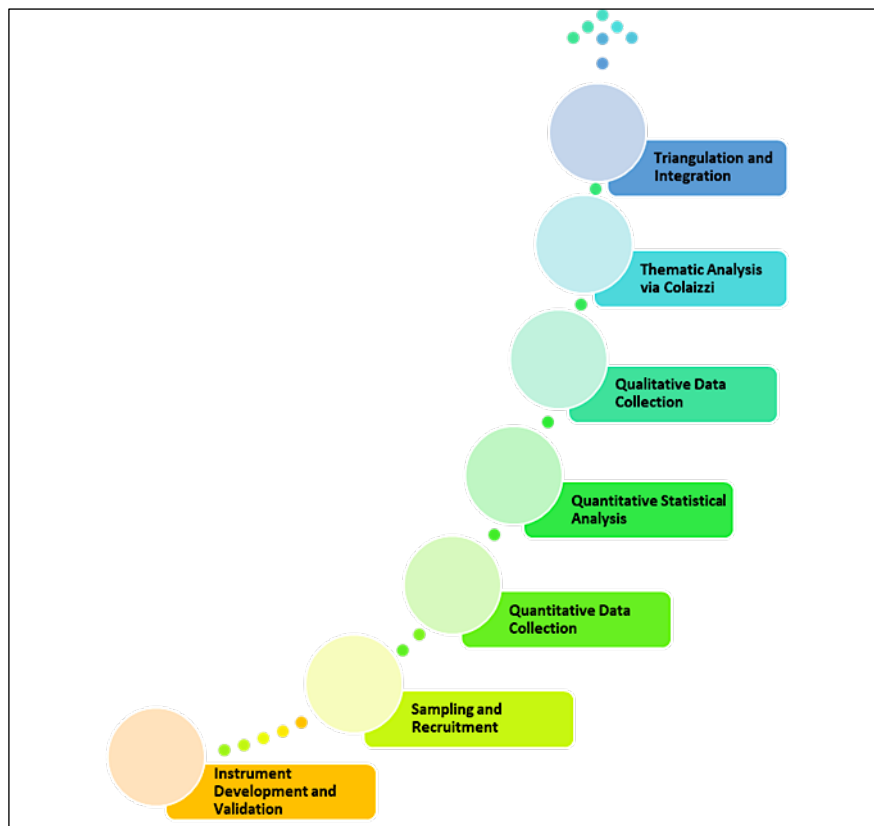 Triangulation and
Integration
Thematic Analysis
via Colaizzi
Qualitative Data
Collection
Quantitative Statistical
Analysis
Quantitative Data
Collection
Sampling and
Recruitment
Instrument
Development and
Validation